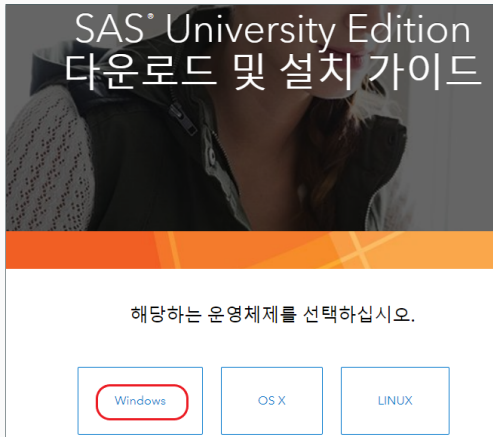 SAS® University Edition
다운로드 및 설치 가이드
해당하는 운영체제를 선택하십시오.
Windows
OS X
LINUX